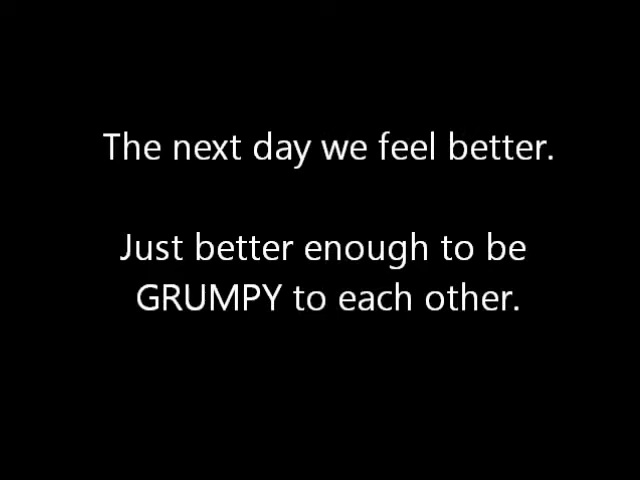 The next day we feel better.
Just better enough to be
GRUMPY to each other.